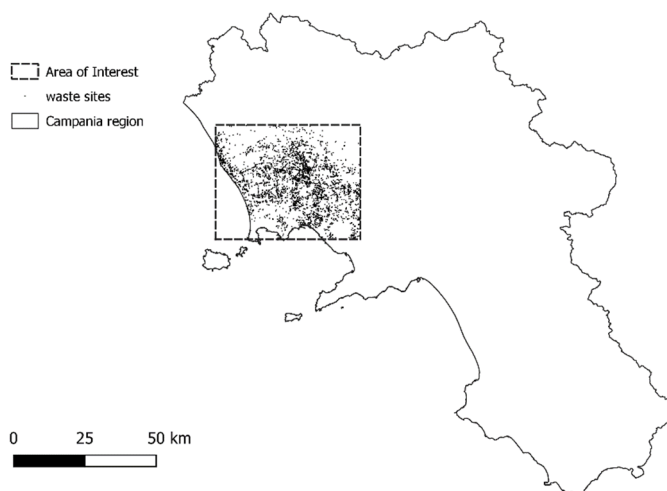 Area of Interest
waste sites
Campania region
0 25 50 km